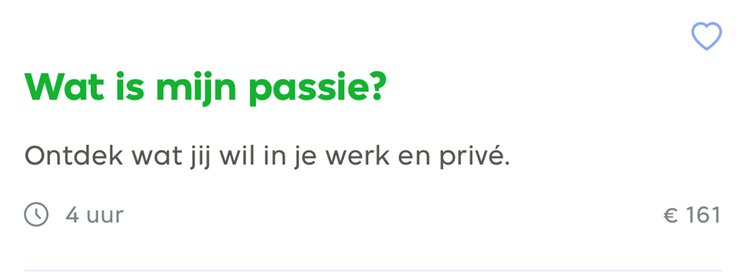 Wat is mijn passie?
Ontdek wat jij wil in je werk en privé.
4 uur € 161